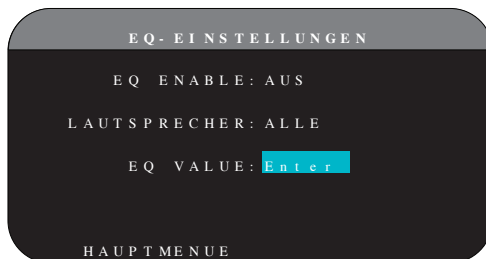 EQ-EINSTELLUNGEN
EQ ENABLE: AUS
LAUTSPRECHER: ALLE
EQ VALUE: Enter
HAUPTMENUE